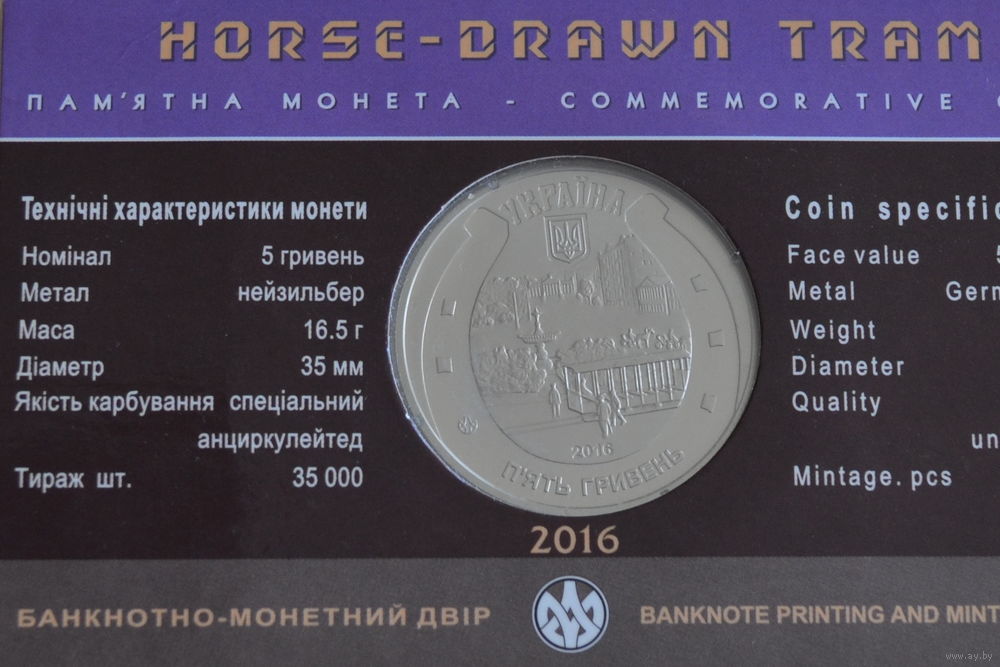 HORSE-DRAWN TRAM
ПАМ'ЯТНА МОНЕТА - COMMEMORATIVE
Технічні характеристики монети
Номінал 5 гривень
Метал нейзильбер
Маса 16.5 г
Діаметр 35 мм
Якість карбування спеціальний
анциркулейтед
Тираж шт. 35 000
УКРАЇНА
2016
П'ЯТЬ ГРИВЕНЬ
2016
Coin specific
Face value 5
Metal Germ
Weight
Diameter
Quality
un
Mintage. pcs
БАНКНОТНО-МОНЕТНИЙ ДВІР
BANKNOTE PRINTING AND MINT
www.ay.by